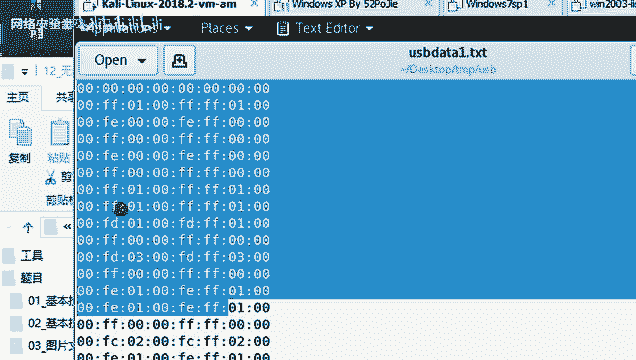 Kali-Linux-2018.2-vm-am
Windows XP By 52PoJie
Windows7sp1
win2003-i
Places
Text Editor
Open
usbdata1.txt
~/Desktop/tmp/usb
00:00:00:00:00:00:00:00
00:ff:01:00:ff:ff:01:00
00:fe:00:00:fe:ff:00:00
00:ff:00:00:ff:ff:00:00
00:fe:00:00:fe:ff:00:00
00:ff:00:00:ff:ff:00:00
00:ff:01:00:ff:ff:01:00
00:ff:01:00:ff:ff:01:00
00:fd:01:00:fd:ff:01:00
00:ff:00:00:ff:ff:00:00
00:fd:03:00:fd:ff:03:00
00:ff:00:00:ff:ff:00:00
00:fe:01:00:fe:ff:01:00
00:fe:01:00:fe:ff:01:00
00:ff:00:00:ff:ff:00:00
00:fc:02:00:fc:ff:02:00
00:fe:01:00:fe:ff:01:00
12_无
主页
共享
复制
粘贴
剪
工具
题目
01_基本
02_基本
03_图片文